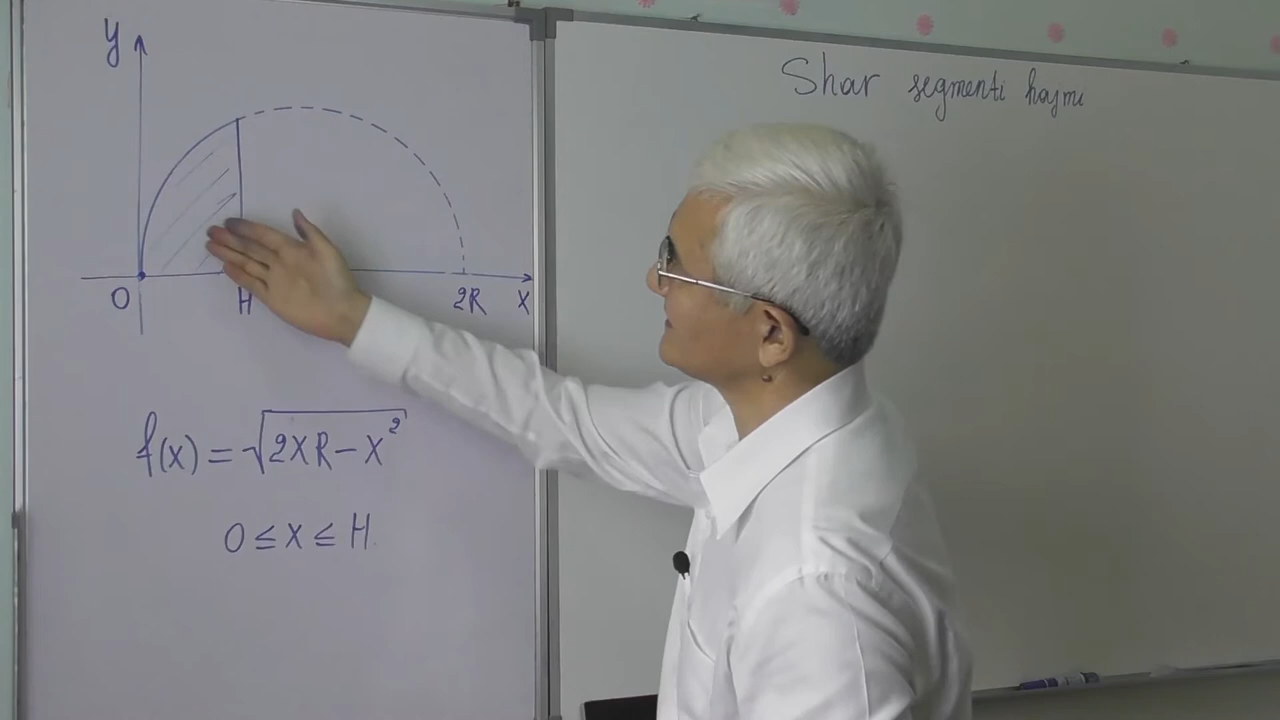 y
O H 2R x
f(x) = √2xR − x²
0 ≤ x ≤ H
Shar segmenti hajmi